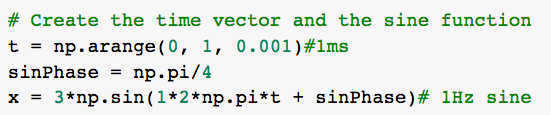 # Create the time vector and the sine function
t = np.arange(0, 1, 0.001)#1ms
sinPhase = np.pi/4
x = 3*np.sin(1*2*np.pi*t + sinPhase)# 1Hz sine